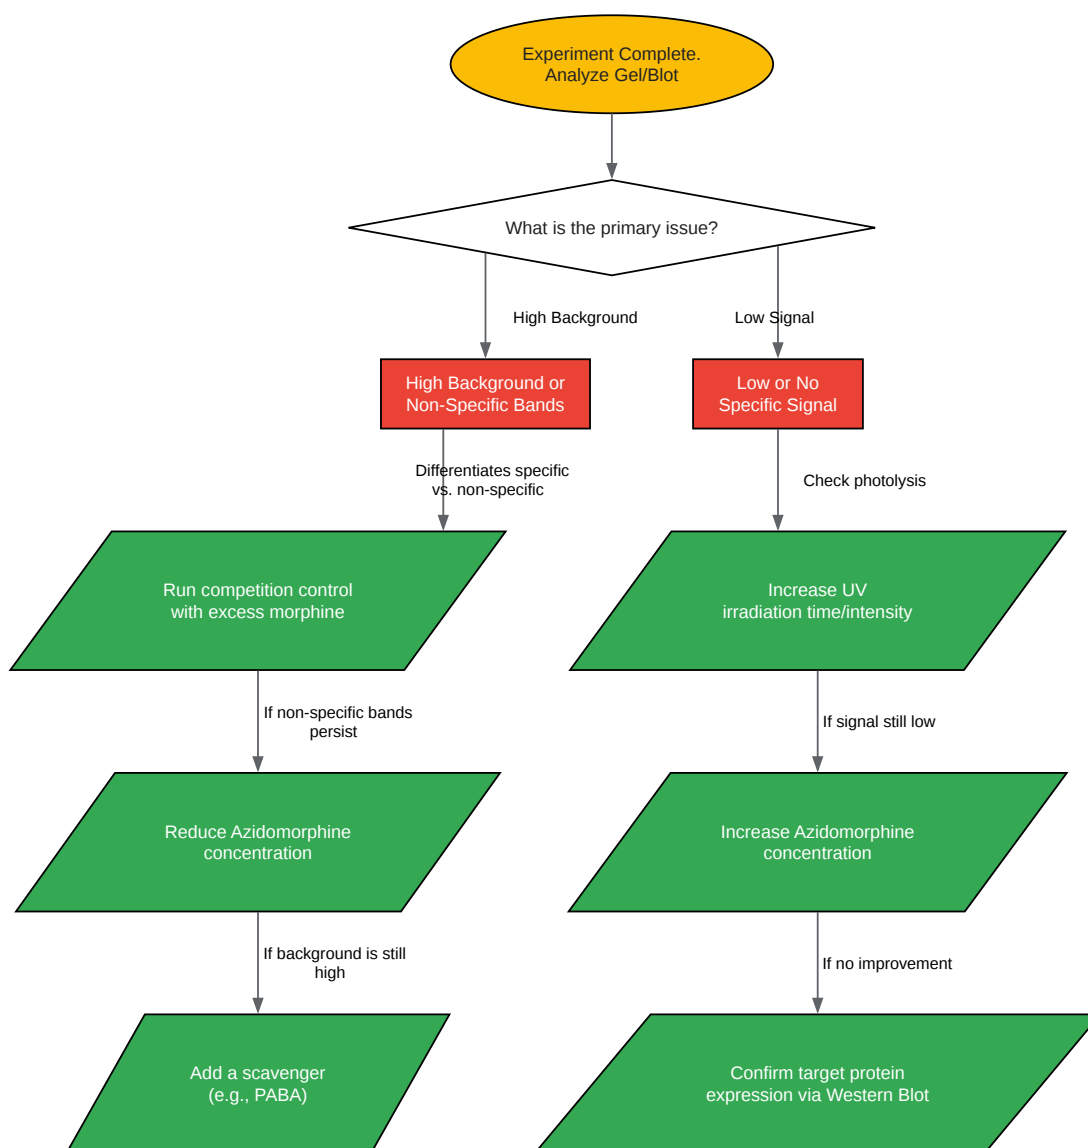 Experiment Complete.
Analyze Gel/Blot
What is the primary issue?
High Background
Low Signal
High Background or
Non-Specific Bands
Low or No
Specific Signal
Differentiates specific
vs. non-specific
Check photolysis
Run competition control
with excess morphine
Increase UV
irradiation time/intensity
If non-specific bands
persist
If signal still low
Reduce Azidomorphine
concentration
Increase Azidomorphine
concentration
If background is still
high
If no improvement
Add a scavenger
(e.g., PABA)
Confirm target protein
expression via Western Blot